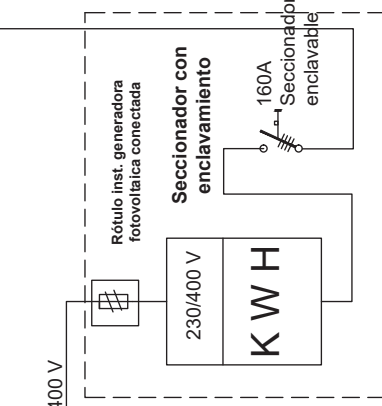 400 V
Rótulo inst. generadora
fotovoltaica conectada
Seccionador con
enclavamiento
160A
Seccionador
enclavable
230/400 V
K W H